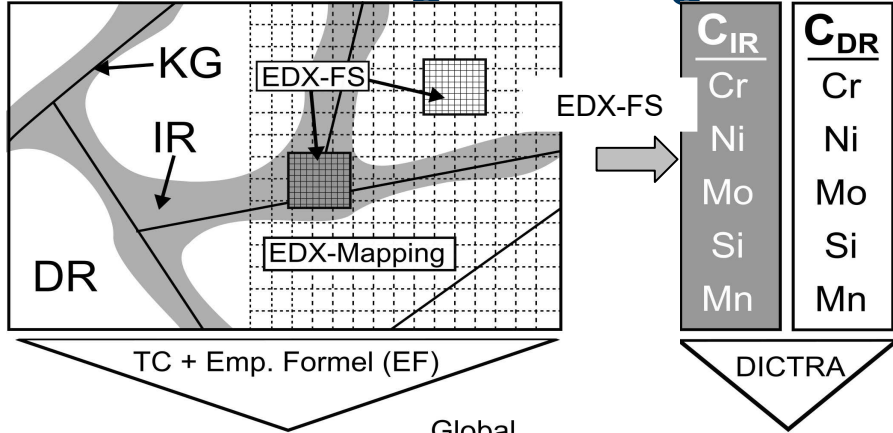 KG
EDX-FS
IR
EDX-Mapping
DR
EDX-FS
C_IR
Cr
Ni
Mo
Si
Mn
C_DR
Cr
Ni
Mo
Si
Mn
TC + Emp. Formel (EF)
DICTRA
Global